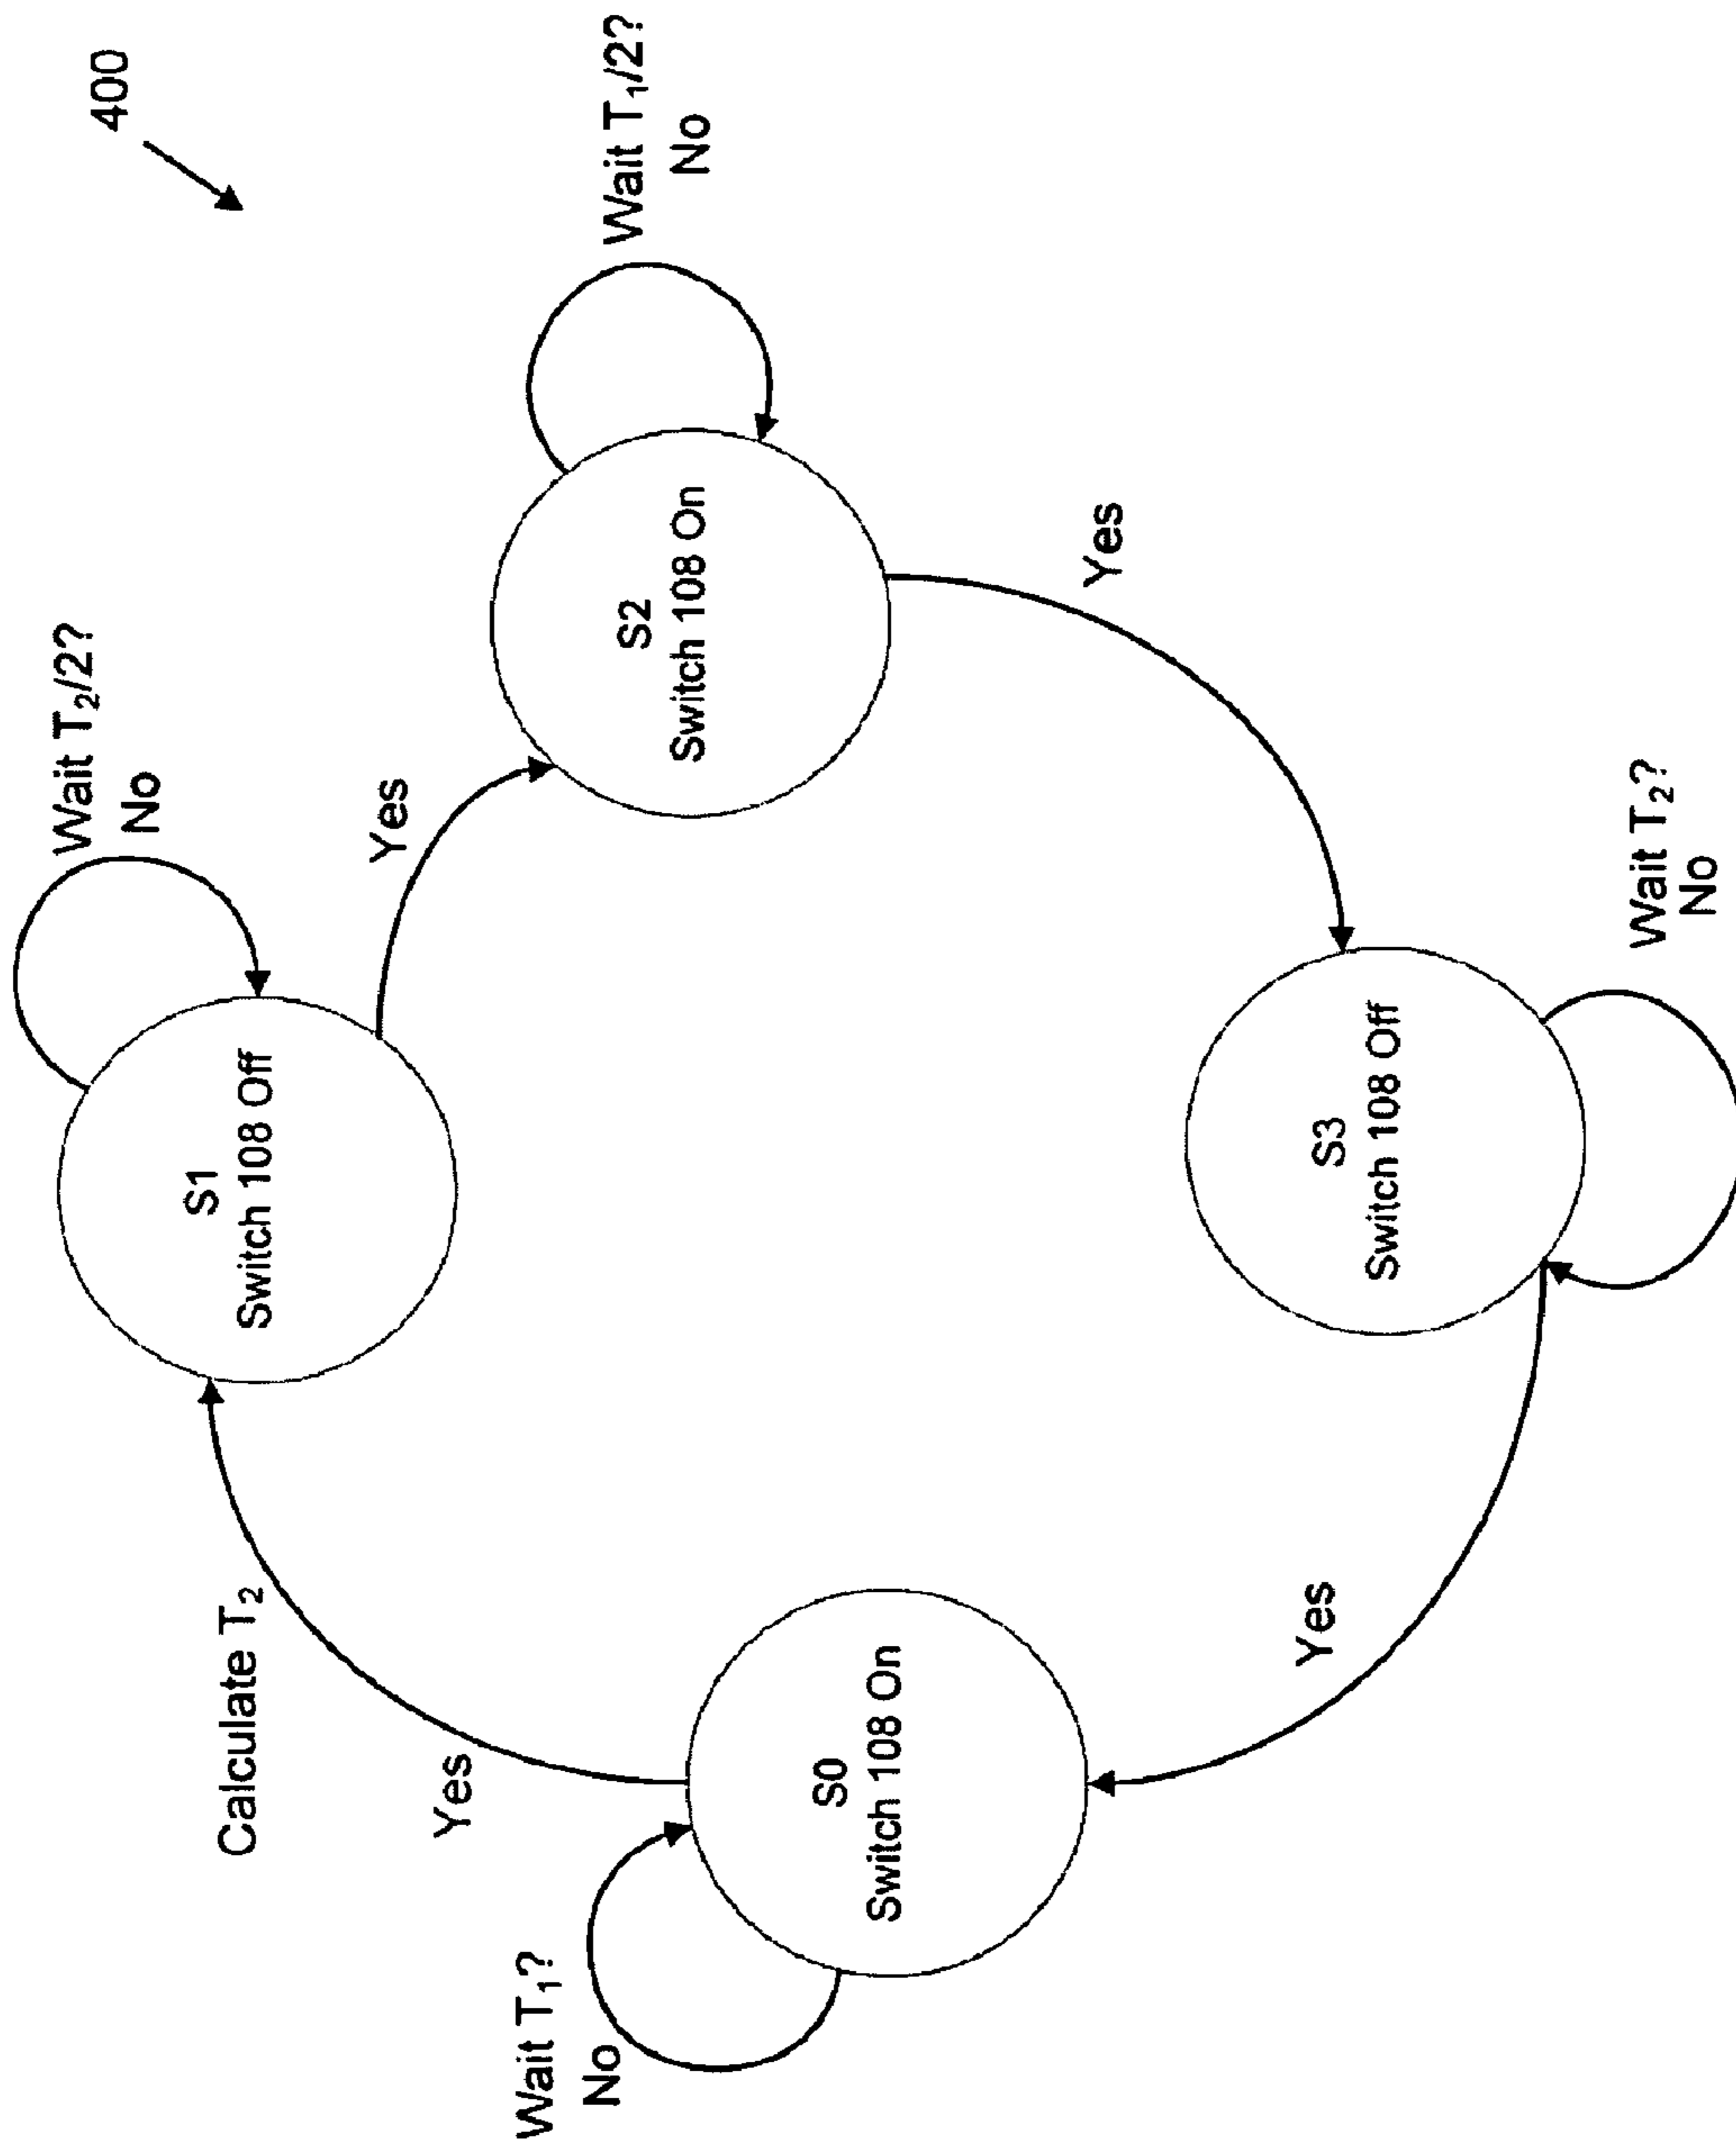 400
Calculate T₂
Wait T₂/2?
No
S1
Switch 108 Off
Yes
Wait T₁?
No
Yes
S0
Switch 108 On
S2
Switch 108 On
Wait T₁/2?
No
Yes
Yes
S3
Switch 108 Off
Wait T₂?
No